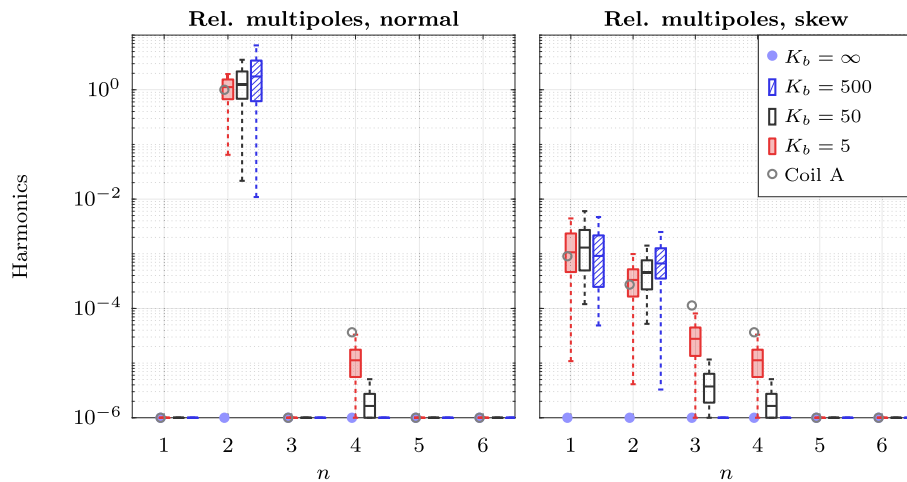 Rel. multipoles, normal
Rel. multipoles, skew
Harmonics
10^0
10^−2
10^−4
10^−6
1 2 3 4 5 6
n
1 2 3 4 5 6
n
K_b = ∞
K_b = 500
K_b = 50
K_b = 5
Coil A